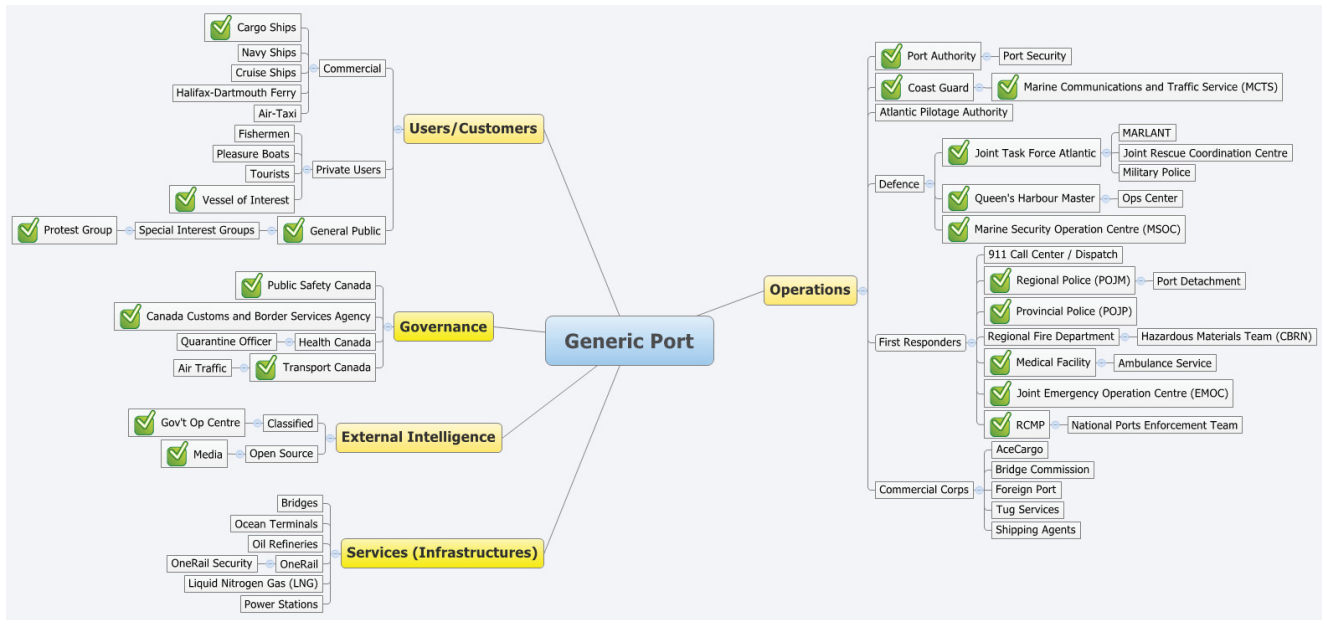 Generic Port
Users/Customers
Commercial
Cargo Ships
Navy Ships
Cruise Ships
Halifax-Dartmouth Ferry
Air-Taxi
Private Users
Fishermen
Pleasure Boats
Tourists
Vessel of Interest
General Public
Special Interest Groups
Protest Group
Governance
Public Safety Canada
Canada Customs and Border Services Agency
Health Canada
Quarantine Officer
Transport Canada
Air Traffic
External Intelligence
Classified
Gov't Op Centre
Open Source
Media
Services (Infrastructures)
Bridges
Ocean Terminals
Oil Refineries
OneRail
OneRail Security
Liquid Nitrogen Gas (LNG)
Power Stations
Operations
Port Authority
Port Security
Coast Guard
Marine Communications and Traffic Service (MCTS)
Atlantic Pilotage Authority
Defence
Joint Task Force Atlantic
MARLANT
Joint Rescue Coordination Centre
Military Police
Queen's Harbour Master
Ops Center
Marine Security Operation Centre (MSOC)
First Responders
911 Call Center / Dispatch
Regional Police (POJM)
Port Detachment
Provincial Police (POJP)
Regional Fire Department
Hazardous Materials Team (CBRN)
Medical Facility
Ambulance Service
Joint Emergency Operation Centre (EMOC)
RCMP
National Ports Enforcement Team
Commercial Corps
AceCargo
Bridge Commission
Foreign Port
Tug Services
Shipping Agents